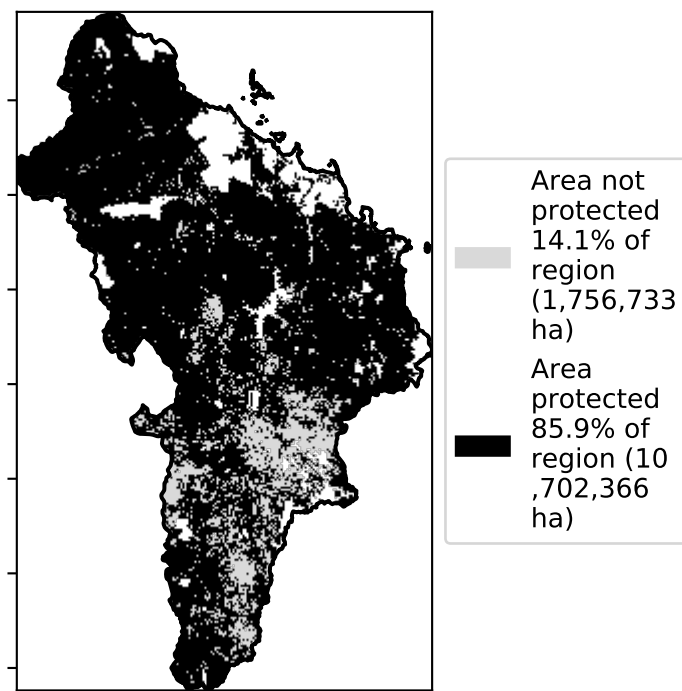 Area not
protected
14.1% of
region
(1,756,733
ha)
Area
protected
85.9% of
region (10
,702,366
ha)